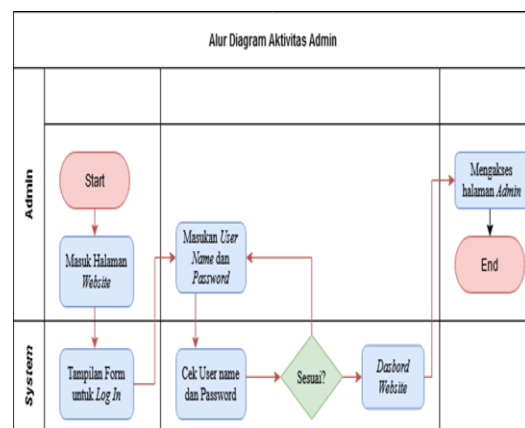 Alur Diagram Aktivitas Admin
Admin
Start
Masuk Halaman
Website
Masukan User
Name dan
Password
Mengakses
halaman Admin
End
System
Tampilan Form
untuk Log In
Cek User name
dan Password
Sesuai?
Dasbord
Website